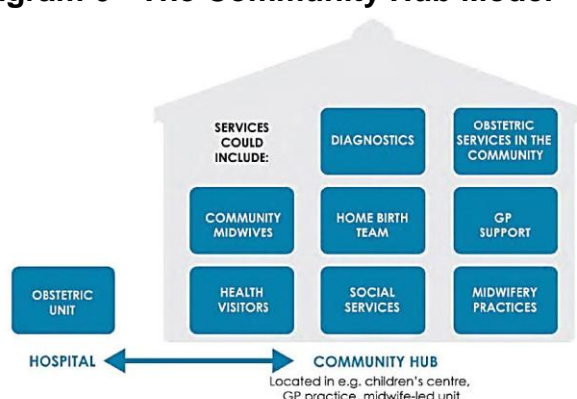 SERVICES
COULD
INCLUDE:
DIAGNOSTICS
OBSTETRIC
SERVICES IN THE
COMMUNITY
COMMUNITY
MIDWIVES
HOME BIRTH
TEAM
GP
SUPPORT
OBSTETRIC
UNIT
HEALTH
VISITORS
SOCIAL
SERVICES
MIDWIFERY
PRACTICES
HOSPITAL
COMMUNITY HUB
Located in e.g. children's centre,
GP practice, midwife-led unit